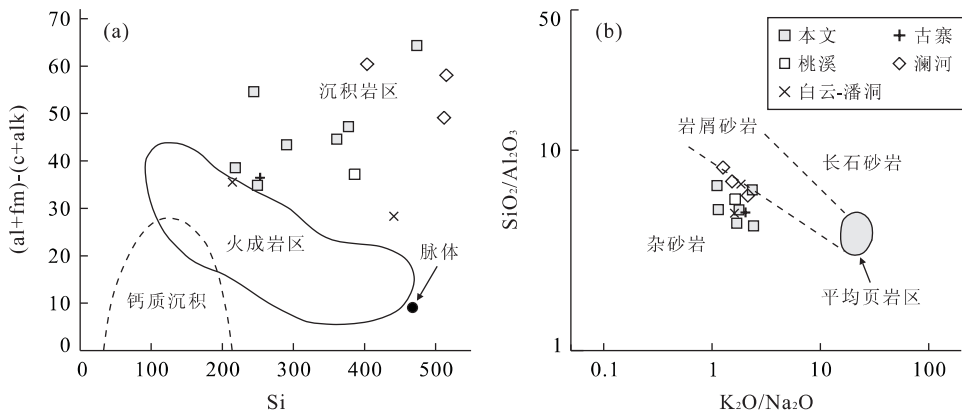 (a)
70
60
50
40
30
20
10
0
(al+fm)-(c+alk)
沉积岩区
火成岩区
钙质沉积
脉体
0
100
200
300
400
500
Si
(b)
50
10
1
SiO₂/Al₂O₃
本文
古寨
桃溪
澜河
白云-潘洞
岩屑砂岩
长石砂岩
杂砂岩
平均页岩区
0.1
1
10
100
K₂O/Na₂O